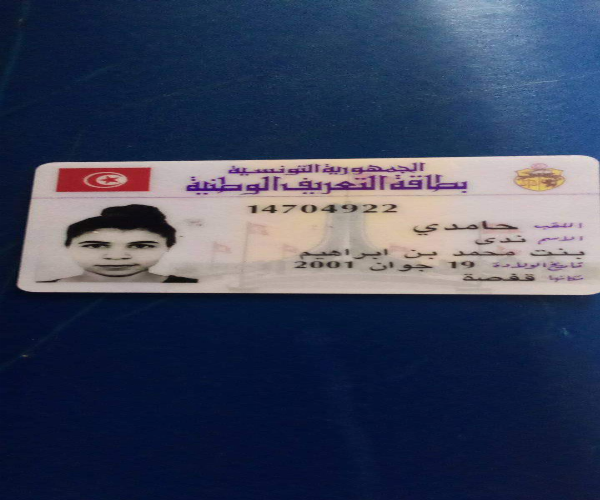 الجمهورية التونسية
بطاقة التعريف الوطنية
14704922
اللقب حامدي
الاسم ندى
بنت محمد بن ابراهيم
تاريخ الولادة 19 جوان 2001
مكانها قفصة